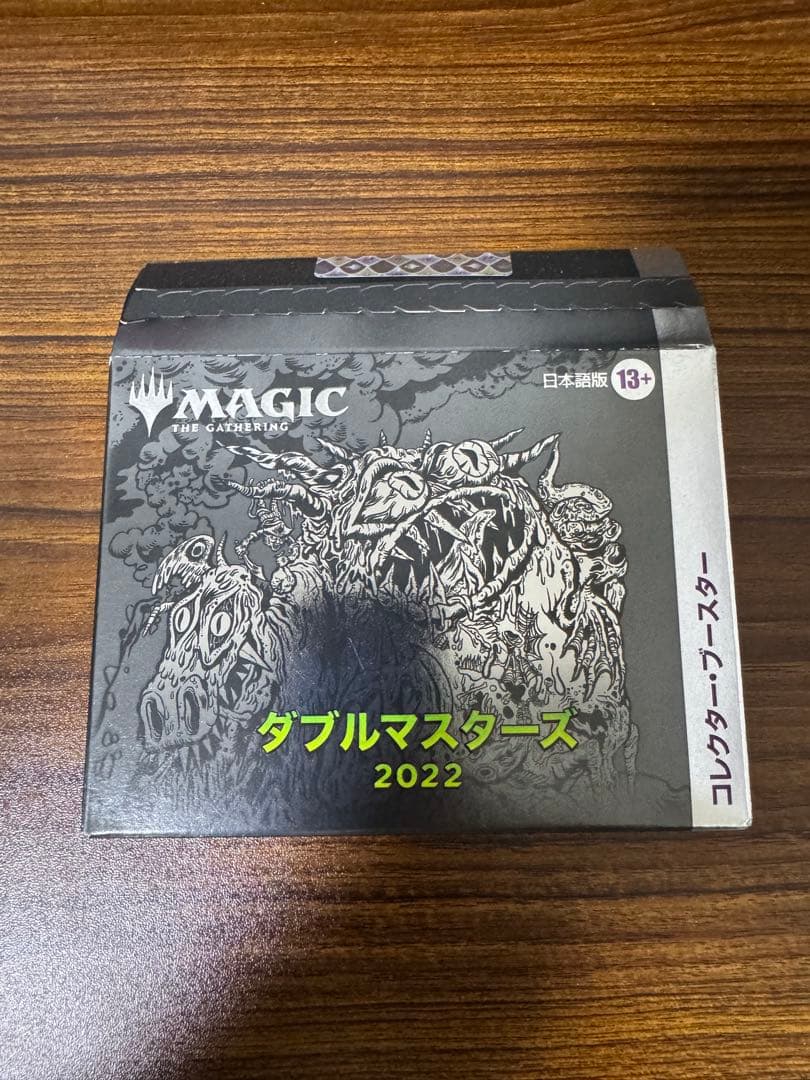 MAGIC
THE GATHERING
日本語版 13+
ダブルマスターズ
2022
コレクター・ブースター